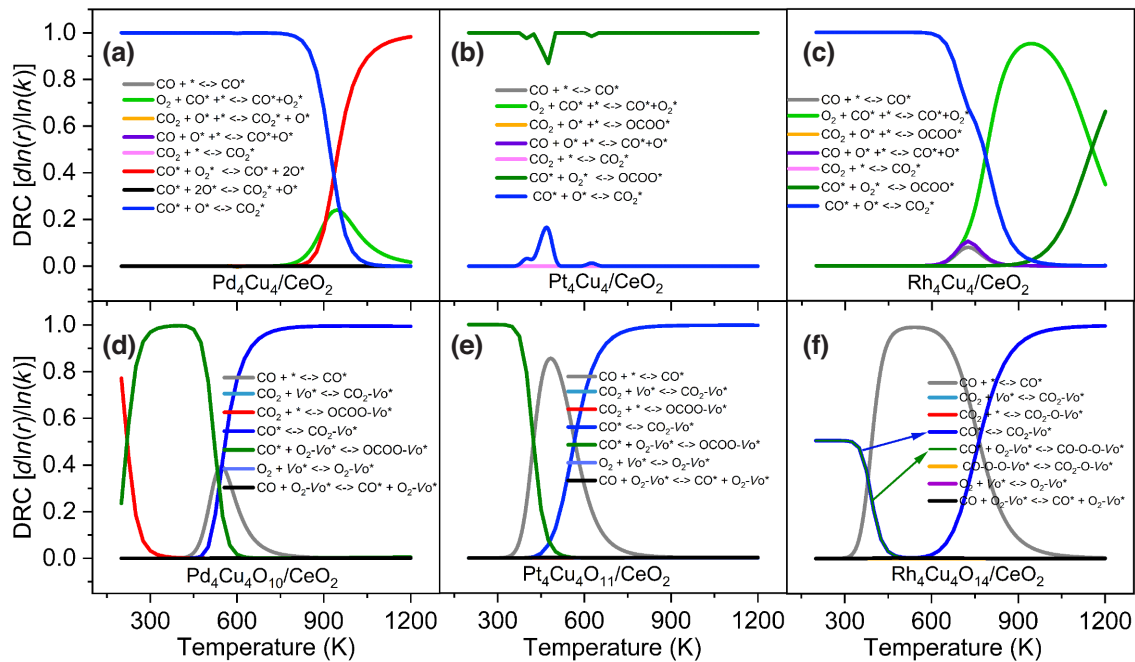 DRC [dln(r)/ln(k)]
1.0
0.8
0.6
0.4
0.2
0.0
(a)
CO + * <-> CO*
O2 + CO* +* <-> CO*+O2*
CO2 + O* +* <-> CO2* + O*
CO + O* +* <-> CO*+O*
CO2 + * <-> CO2*
CO* + O2* <-> CO* + 2O*
CO* + 2O* <-> CO2* +O*
CO* + O* <-> CO2*
Pd4Cu4/CeO2
(b)
CO + * <-> CO*
O2 + CO* +* <-> CO*+O2*
CO2 + O* +* <-> OCOO*
CO + O* +* <-> CO*+O*
CO2 + * <-> CO2*
CO* + O2* <-> OCOO*
CO* + O* <-> CO2*
Pt4Cu4/CeO2
(c)
CO + * <-> CO*
O2 + CO* +* <-> CO*+O2*
CO2 + O* +* <-> OCOO*
CO + O* +* <-> CO*+O*
CO2 + * <-> CO2*
CO* + O2* <-> OCOO*
CO* + O* <-> CO2*
Rh4Cu4/CeO2
DRC [dln(r)/ln(k)]
1.0
0.8
0.6
0.4
0.2
0.0
(d)
CO + * <-> CO*
CO2 + Vo* <-> CO2-Vo*
CO2 + * <-> OCOO-Vo*
CO* <-> CO2-Vo*
CO* + O2-Vo* <-> OCOO-Vo*
O2 + Vo* <-> O2-Vo*
CO + O2-Vo* <-> CO* + O2-Vo*
Pd4Cu4O10/CeO2
300 600 900 1200
Temperature (K)
(e)
CO + * <-> CO*
CO2 + Vo* <-> CO2-Vo*
CO2 + * <-> OCOO-Vo*
CO* <-> CO2-Vo*
CO* + O2-Vo* <-> OCOO-Vo*
O2 + Vo* <-> O2-Vo*
CO + O2-Vo* <-> CO* + O2-Vo*
Pt4Cu4O11/CeO2
300 600 900 1200
Temperature (K)
(f)
CO + * <-> CO*
CO2 + Vo* <-> CO2-Vo*
CO2 + * <-> CO2-O-Vo*
CO* <-> CO2-Vo*
CO* + O2-Vo* <-> CO-O-O-Vo*
CO-O-O-Vo* <-> CO2-O-Vo*
O2 + Vo* <-> O2-Vo*
CO + O2-Vo* <-> CO* + O2-Vo*
Rh4Cu4O14/CeO2
300 600 900 1200
Temperature (K)